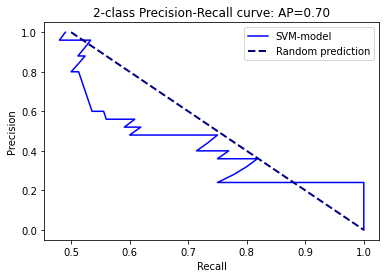 2-class Precision-Recall curve: AP=0.70
SVM-model
Random prediction
Precision
1.0
0.8
0.6
0.4
0.2
0.0
0.5
0.6
0.7
0.8
0.9
1.0
Recall